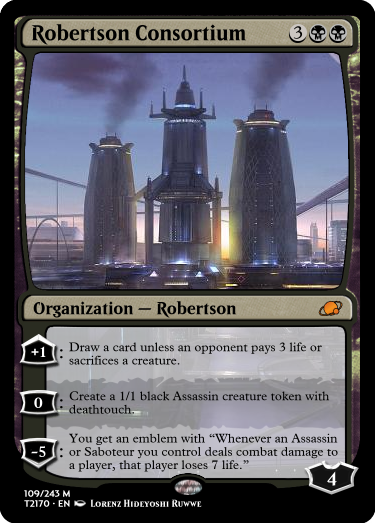 Robertson Consortium 3
Organization — Robertson
+1 : Draw a card unless an opponent pays 3 life or
sacrifices a creature.
0 : Create a 1/1 black Assassin creature token with
deathtouch.
-5 : You get an emblem with “Whenever an Assassin
or Saboteur you control deals combat damage to
a player, that player loses 7 life.”
4
109/243 M
T2170 · EN Lorenz Hideyoshi Ruwwe